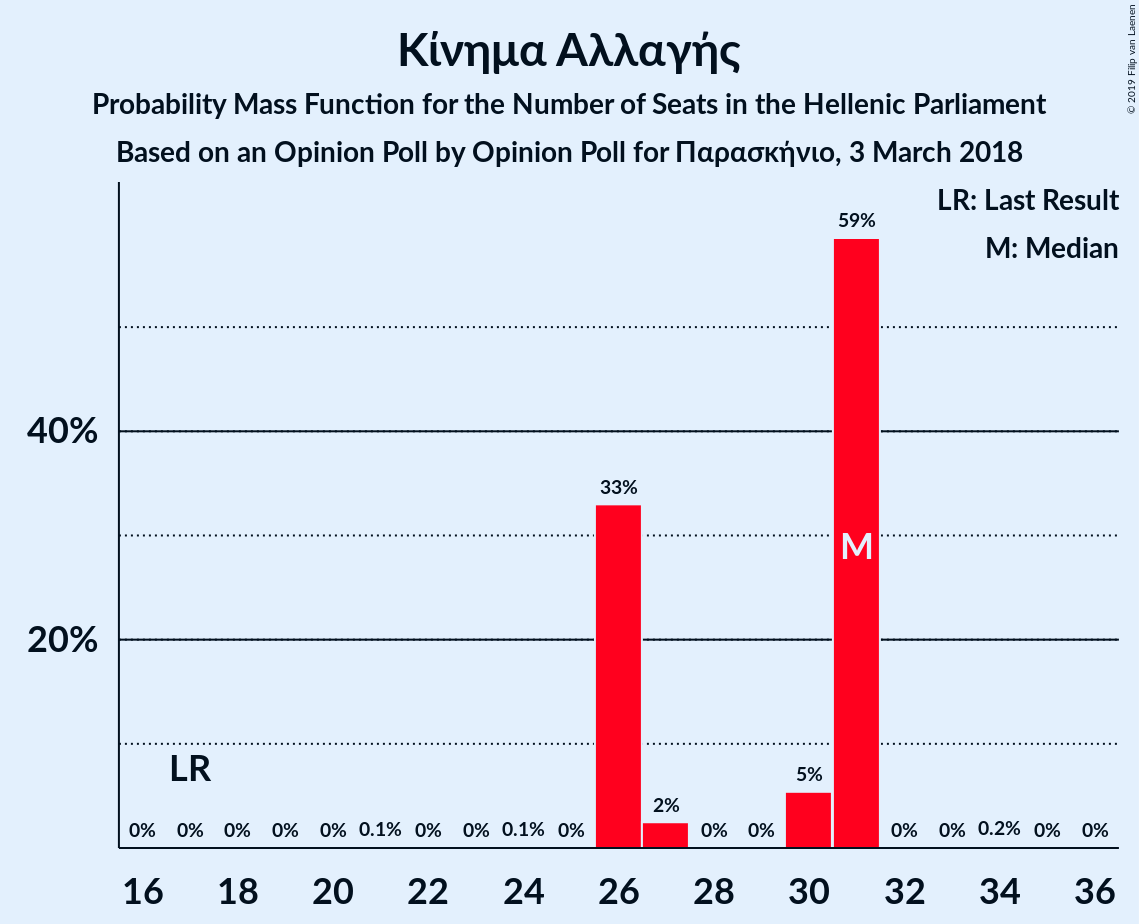 Κίνημα Αλλαγής
Probability Mass Function for the Number of Seats in the Hellenic Parliament
Based on an Opinion Poll by Opinion Poll for Παρασκήνιο, 3 March 2018
© 2019 Filip van Laenen
LR: Last Result
M: Median
59%
40%
33%
M
20%
LR
5%
2%
0% 0% 0% 0% 0% 0.1% 0% 0% 0.1% 0% 0% 0% 0% 0% 0.2% 0% 0%
16 18 20 22 24 26 28 30 32 34 36